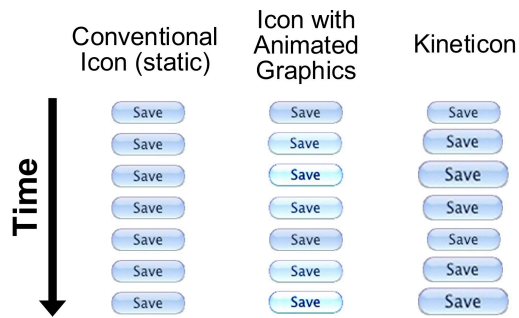 Conventional
Icon (static)
Icon with
Animated
Graphics
Kineticon
Time
Save Save Save
Save Save Save
Save Save Save
Save Save Save
Save Save Save
Save Save Save
Save Save Save